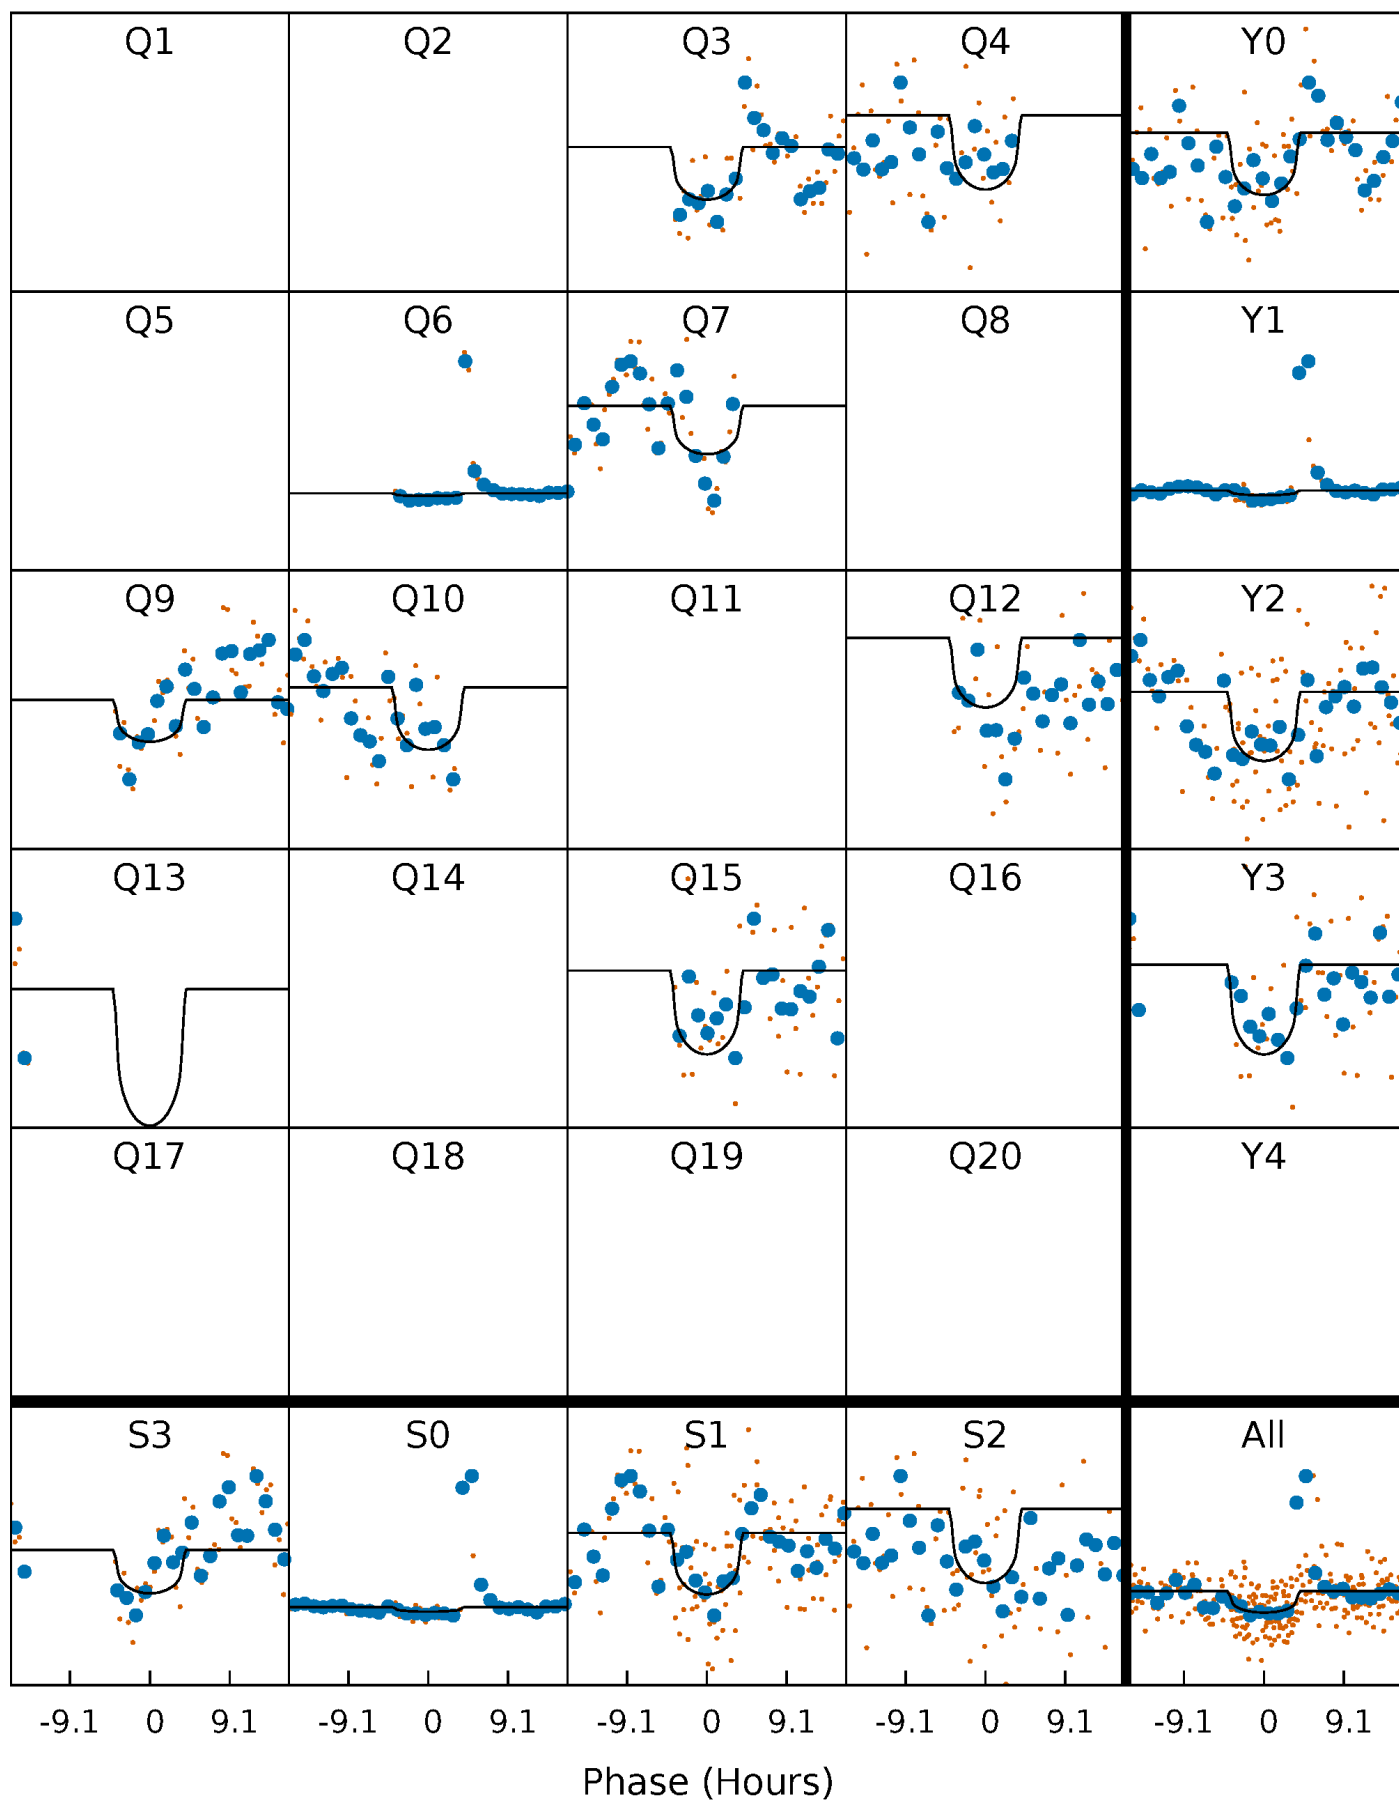 Q1 Q2 Q3 Q4 Y0
Q5 Q6 Q7 Q8 Y1
Q9 Q10 Q11 Q12 Y2
Q13 Q14 Q15 Q16 Y3
Q17 Q18 Q19 Q20 Y4
S3 S0 S1 S2 All
-9.1 0 9.1 -9.1 0 9.1 -9.1 0 9.1 -9.1 0 9.1 -9.1 0 9.1
Phase (Hours)